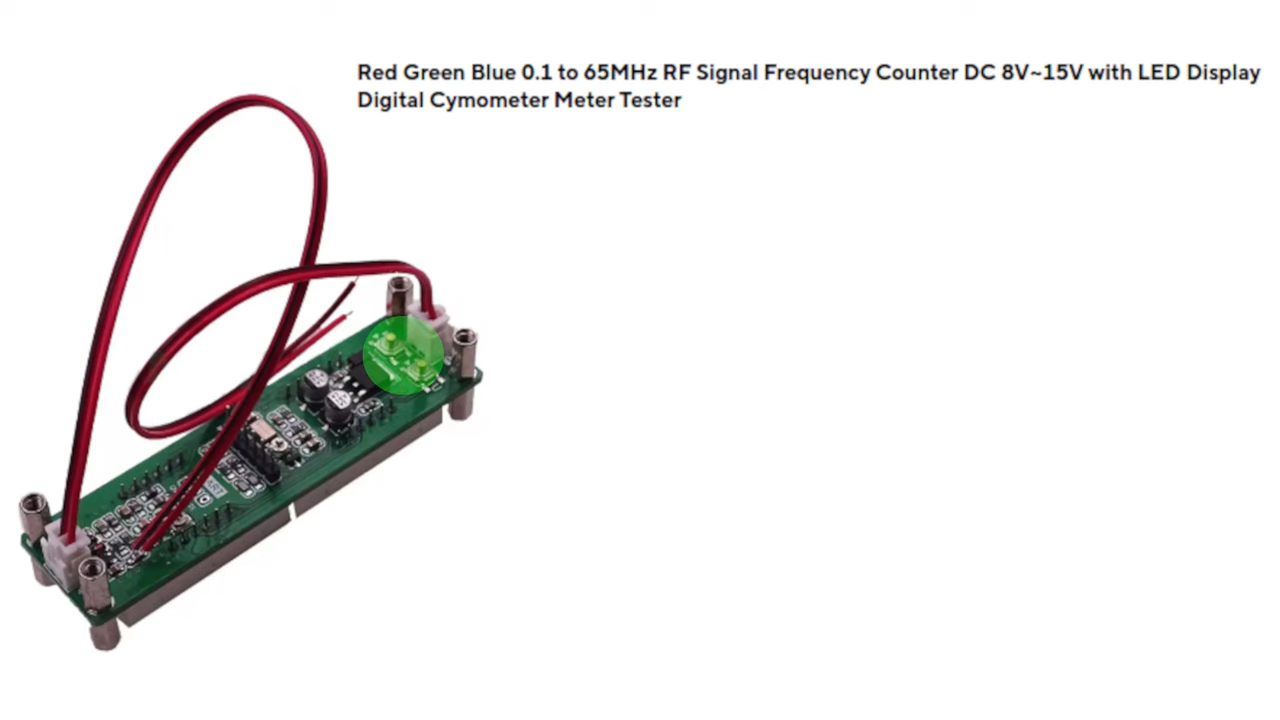 Red Green Blue 0.1 to 65MHz RF Signal Frequency Counter DC 8V~15V with LED Display
Digital Cymometer Meter Tester